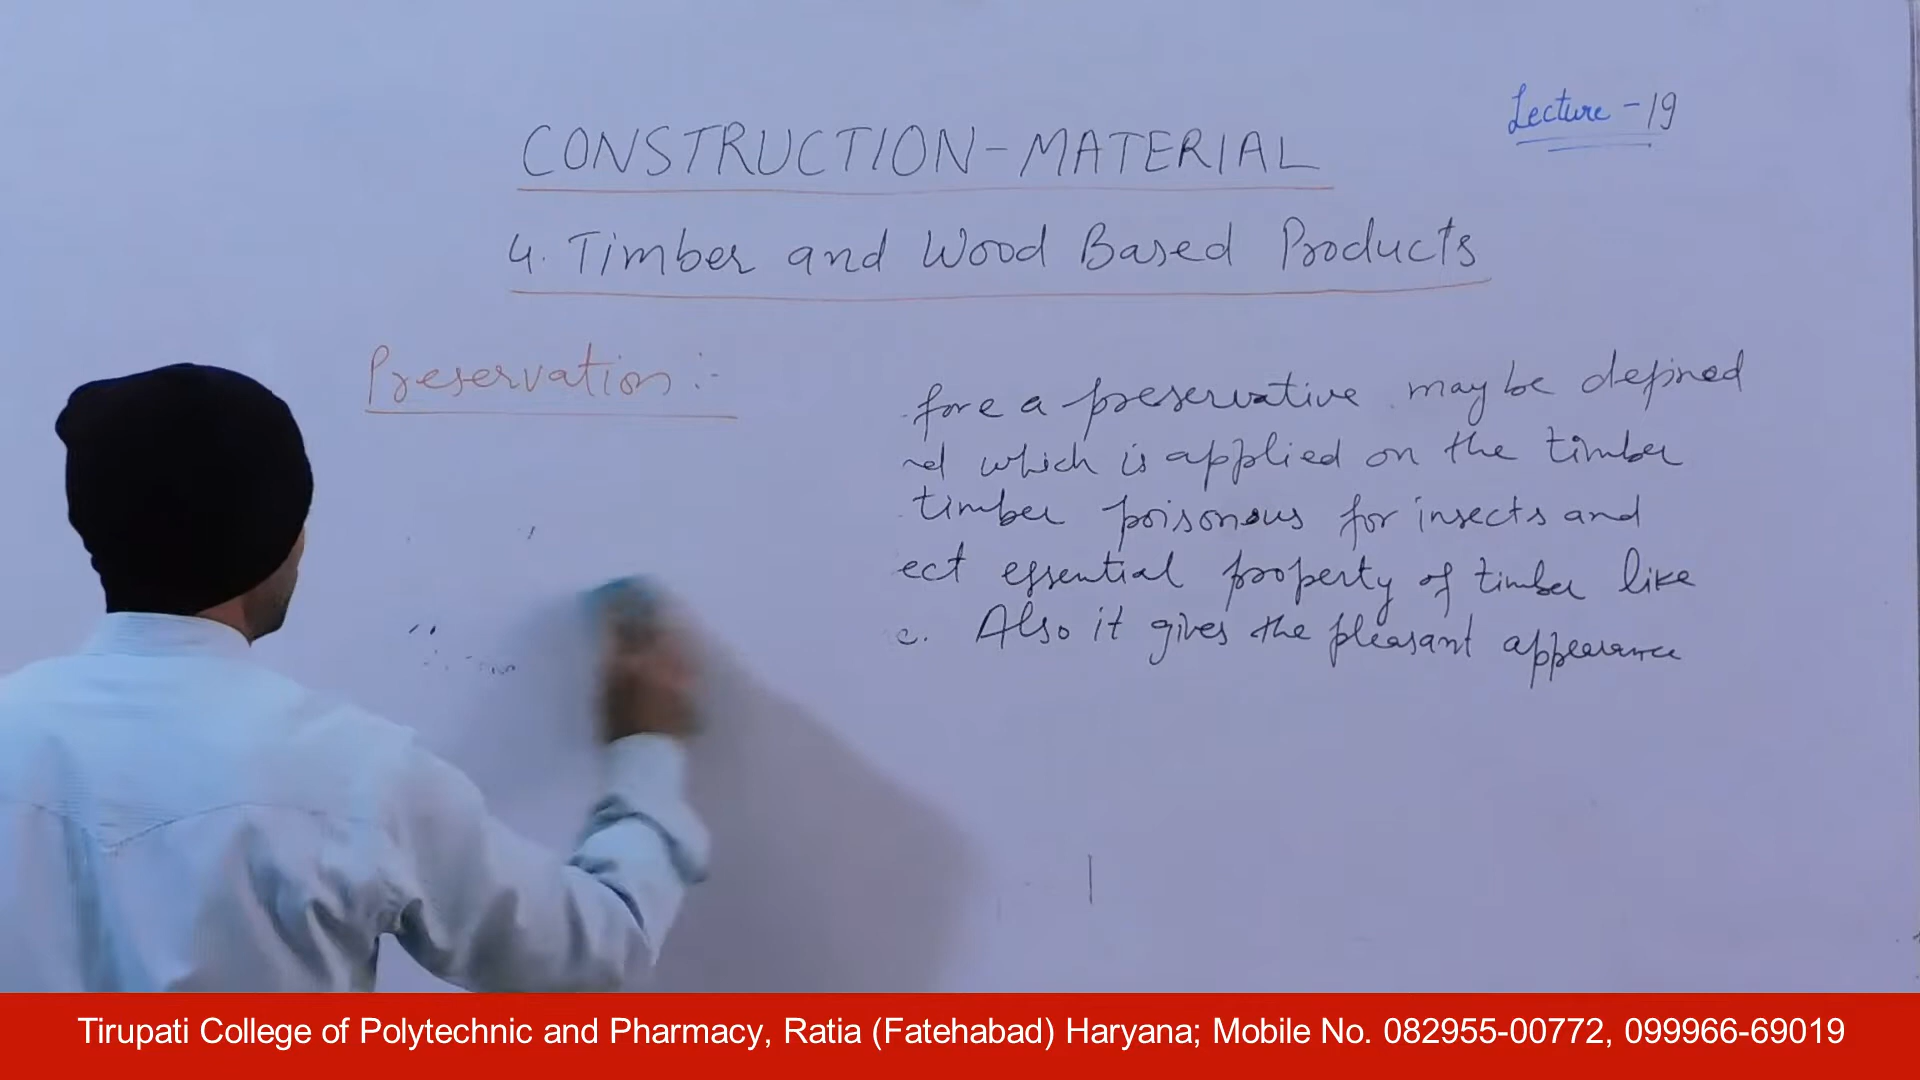 Lecture - 19
CONSTRUCTION-MATERIAL
4. Timber and Wood Based Products
Preservation :-
fore a preservative may be defined
which is applied on the timber
timber poisonous for insects and
ect essential property of timber like
c. Also it gives the pleasant appearance
Tirupati College of Polytechnic and Pharmacy, Ratia (Fatehabad) Haryana; Mobile No. 082955-00772, 099966-69019